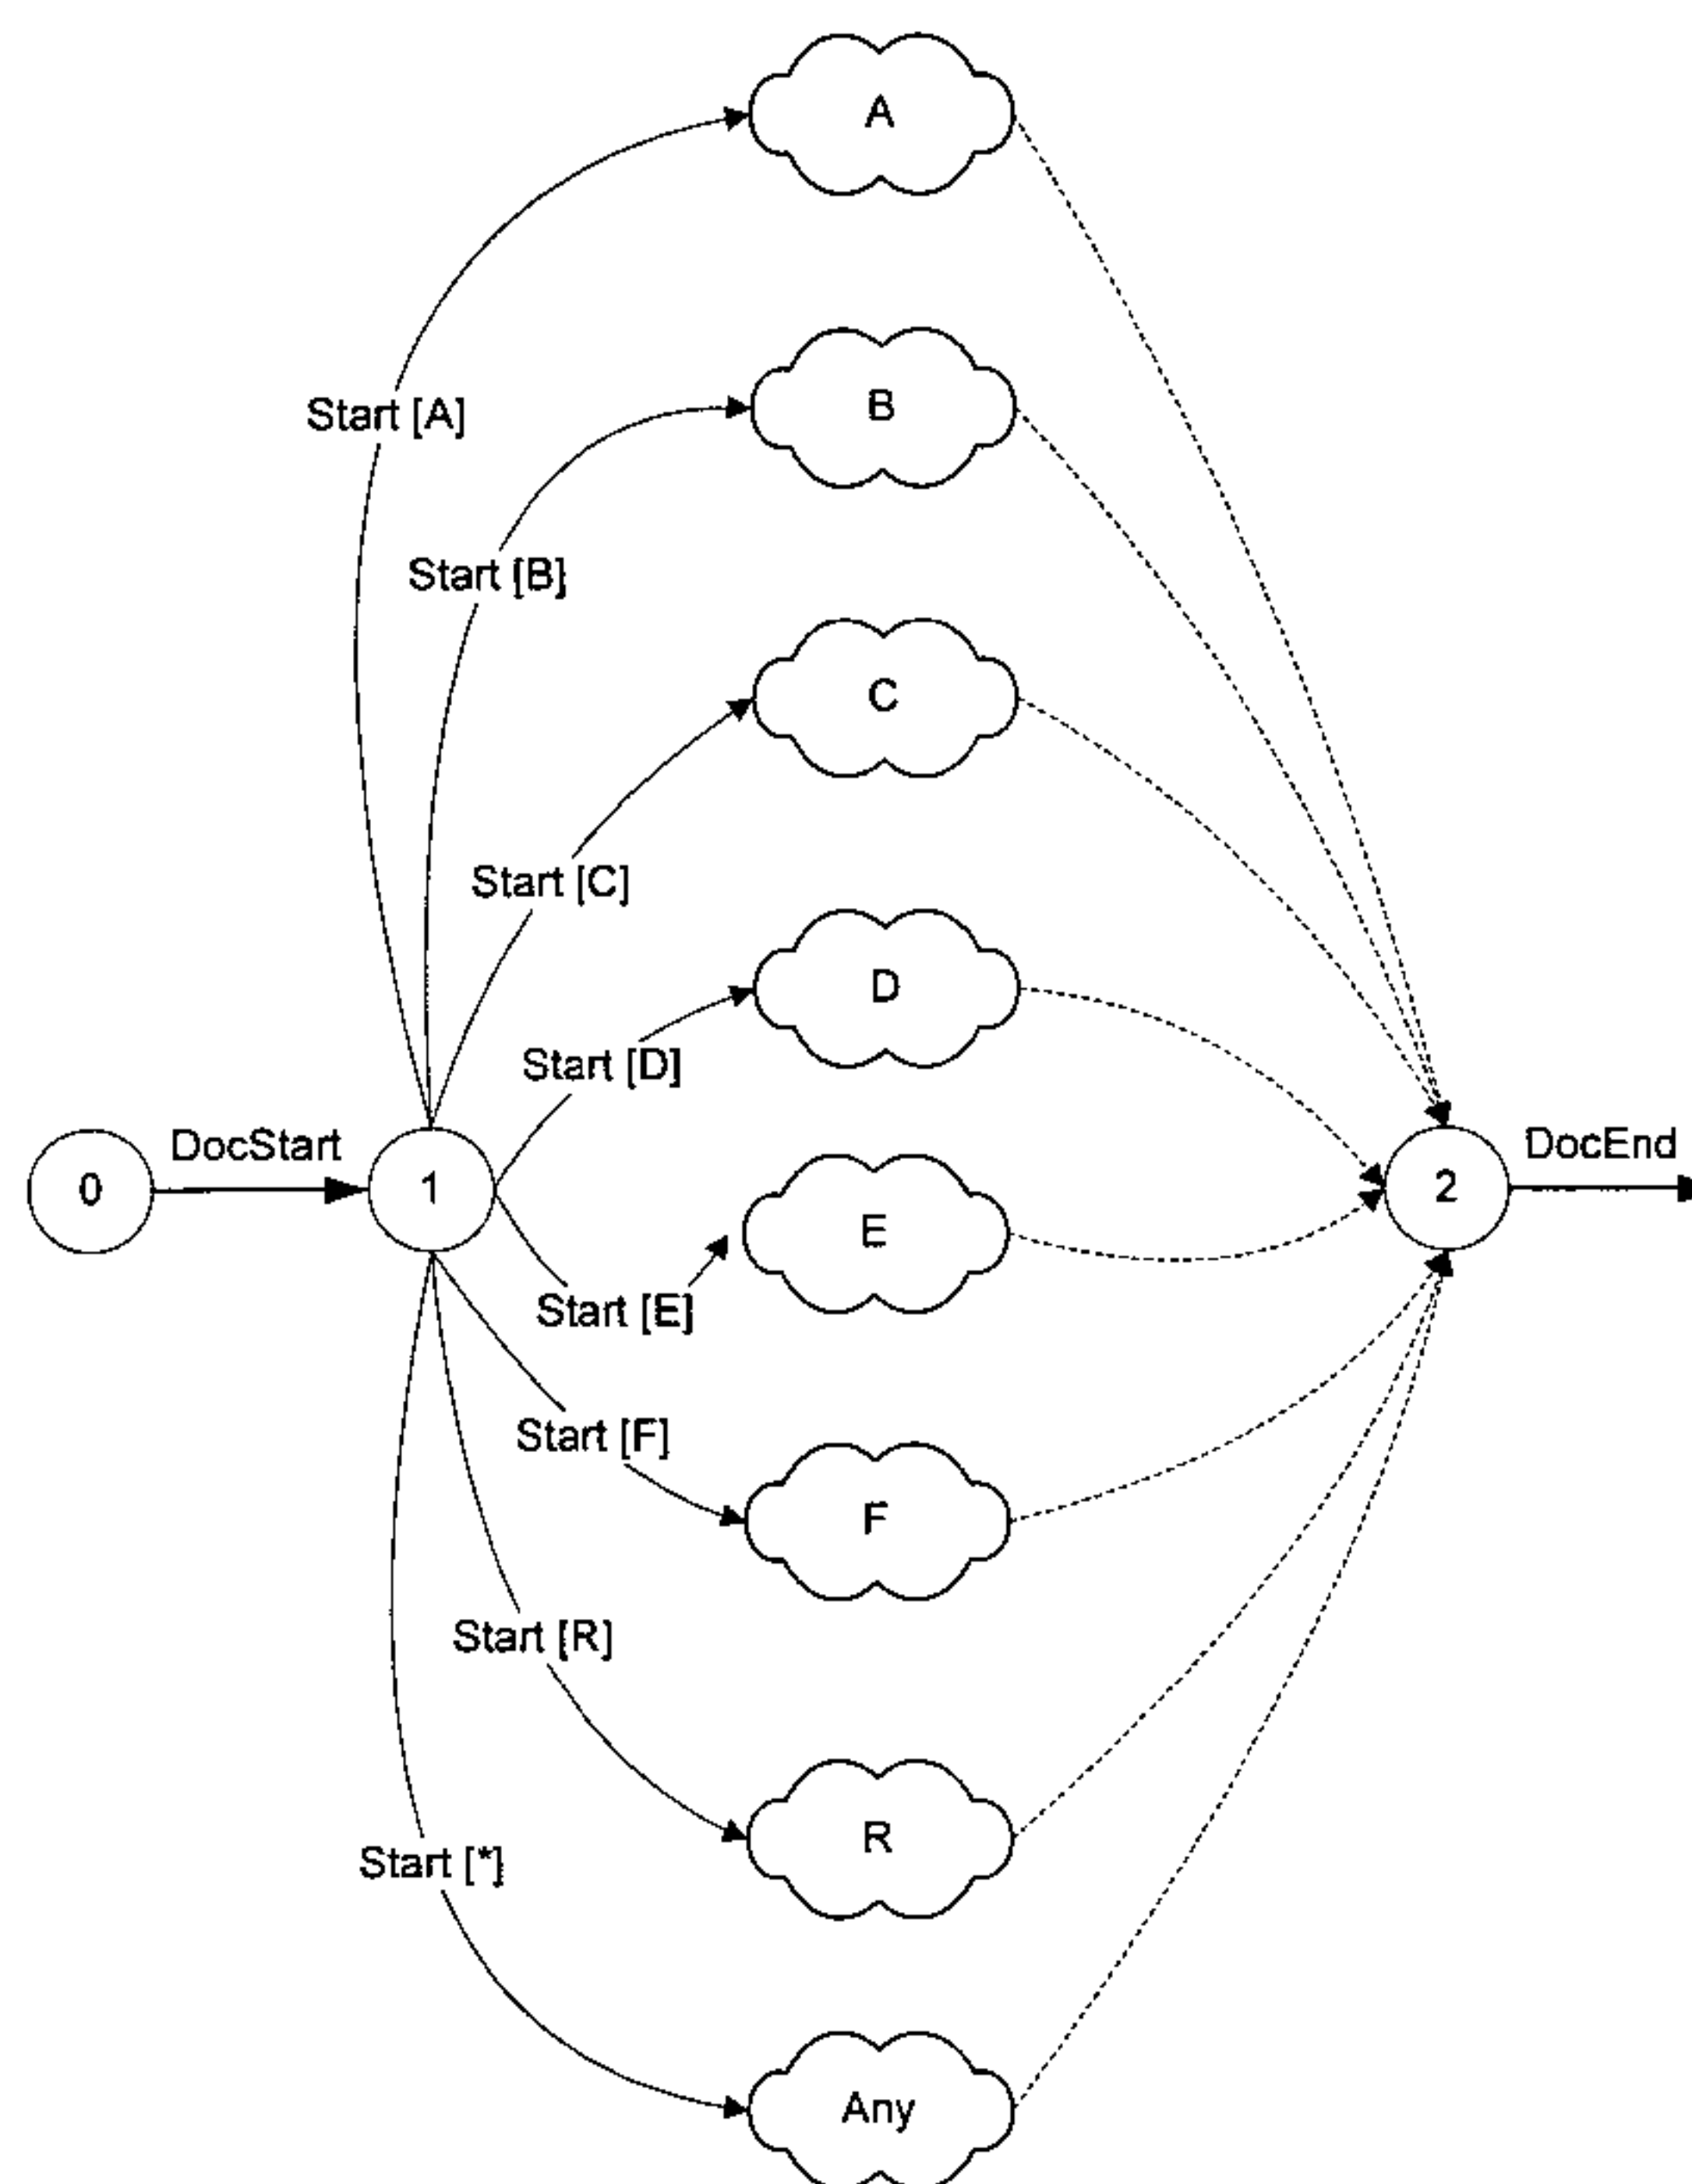 A
Start [A]
B
Start [B]
C
Start [C]
D
Start [D]
0
DocStart
1
E
Start [E]
2
DocEnd
Start [F]
F
Start [R]
R
Start [*]
Any